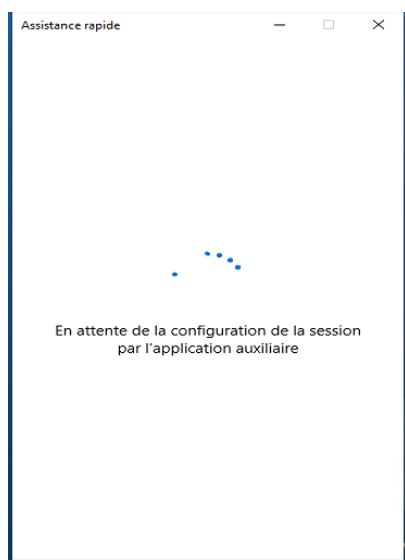 Assistance rapide
En attente de la configuration de la session
par l'application auxiliaire